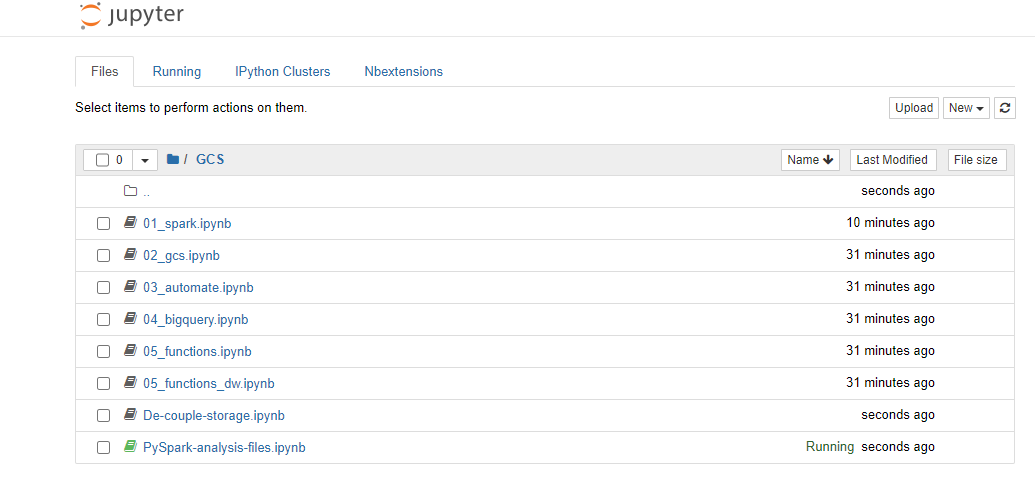 jupyter
Files Running IPython Clusters Nbextensions
Select items to perform actions on them. Upload New
0 / GCS Name Last Modified File size
.. seconds ago
01_spark.ipynb 10 minutes ago
02_gcs.ipynb 31 minutes ago
03_automate.ipynb 31 minutes ago
04_bigquery.ipynb 31 minutes ago
05_functions.ipynb 31 minutes ago
05_functions_dw.ipynb 31 minutes ago
De-couple-storage.ipynb seconds ago
PySpark-analysis-files.ipynb Running seconds ago